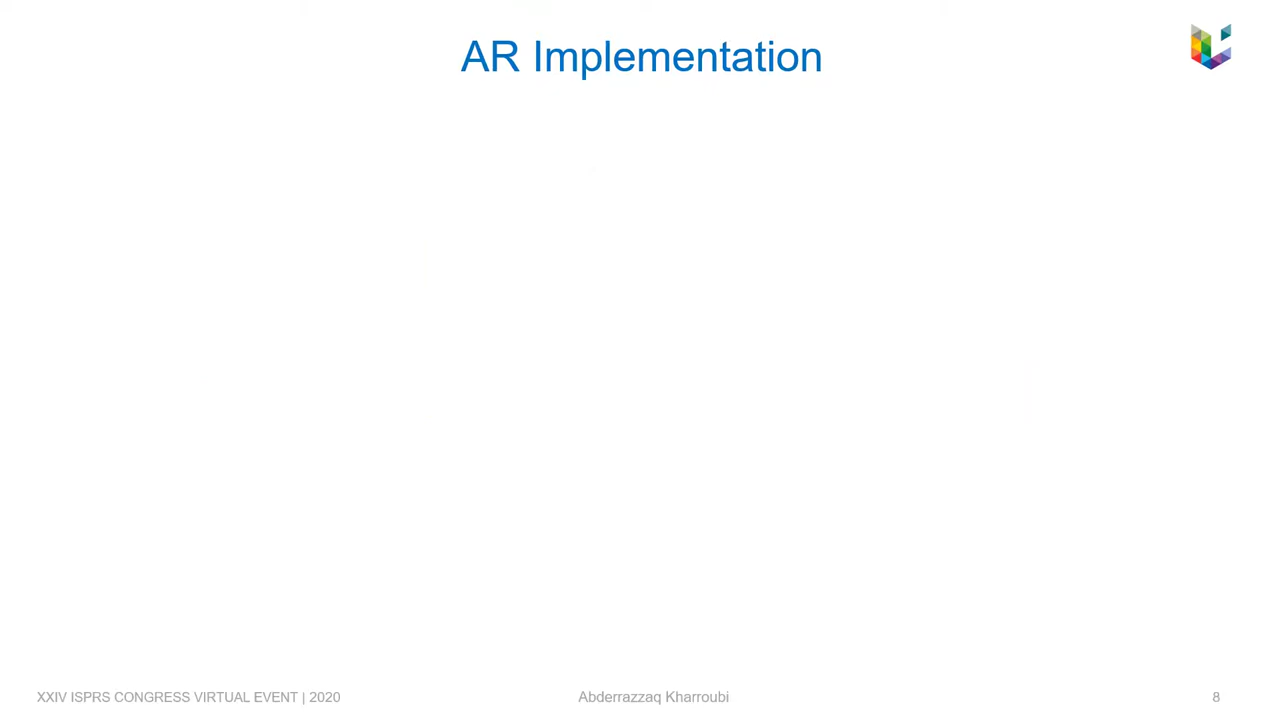 AR Implementation
XXIV ISPRS CONGRESS VIRTUAL EVENT | 2020
Abderrazzaq Kharroubi
8